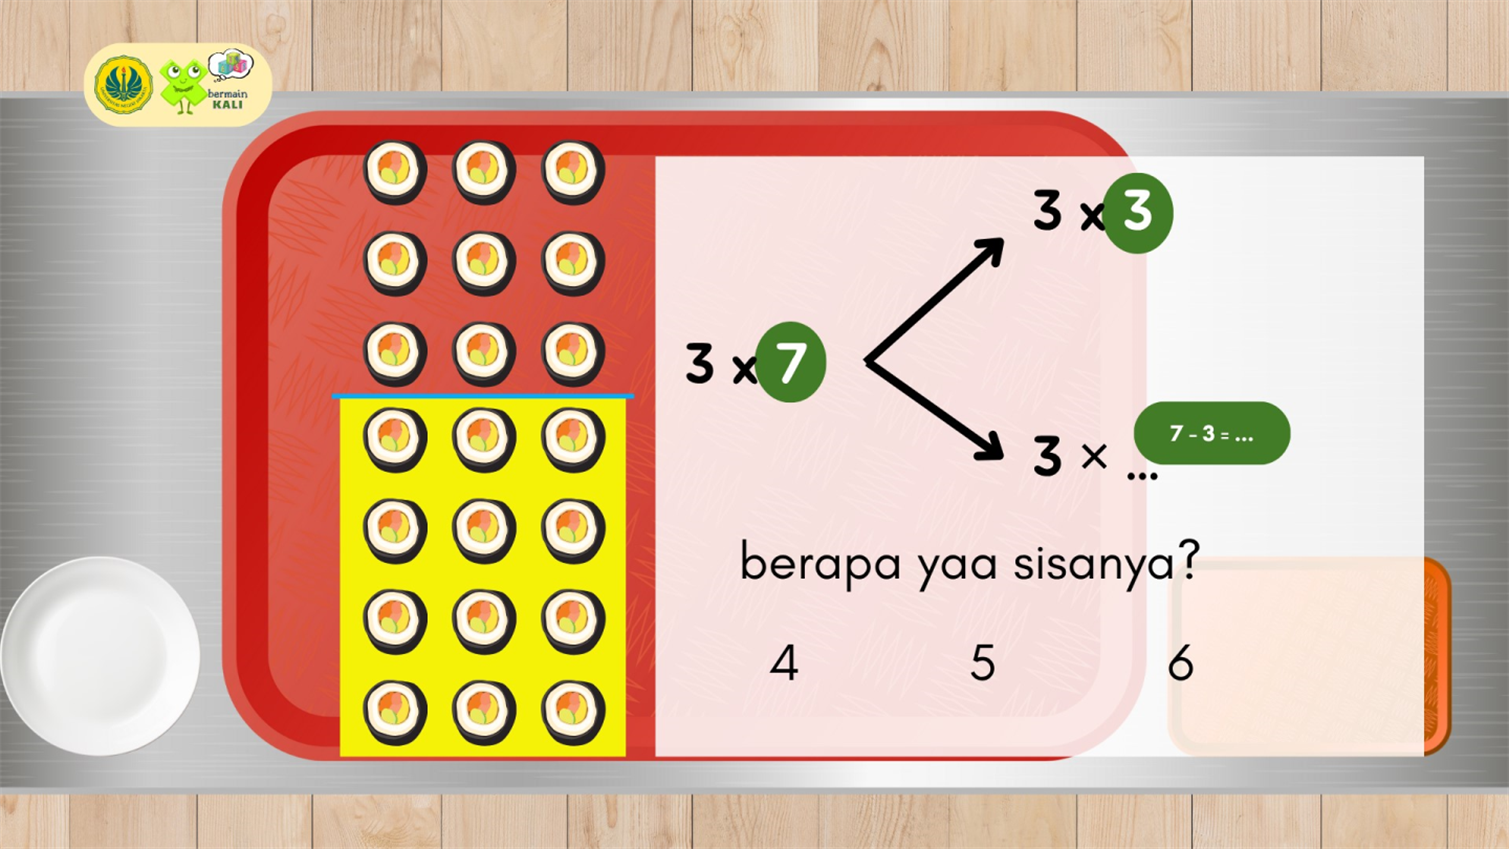 bermain
KALI
3 x 3
3 x 7
7 - 3 = ...
3 × ...
berapa yaa sisanya?
4 5 6